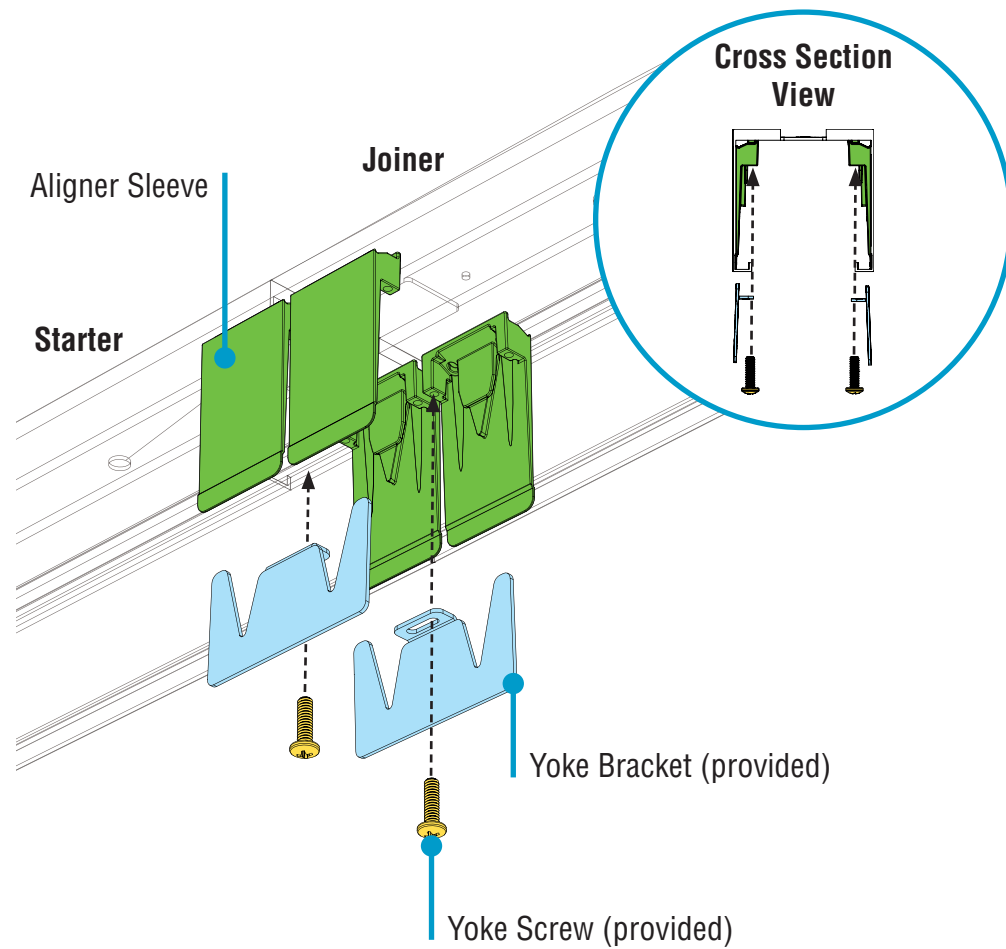 Cross Section
View
Joiner
Aligner Sleeve
Starter
Yoke Bracket (provided)
Yoke Screw (provided)